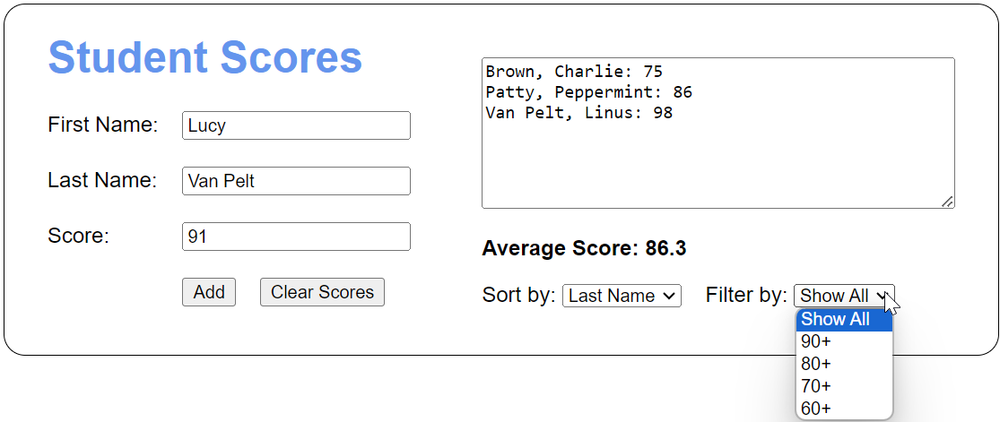 Student Scores
First Name: Lucy
Last Name: Van Pelt
Score: 91
Add Clear Scores
Brown, Charlie: 75
Patty, Peppermint: 86
Van Pelt, Linus: 98
Average Score: 86.3
Sort by: Last Name Filter by: Show All
Show All
90+
80+
70+
60+